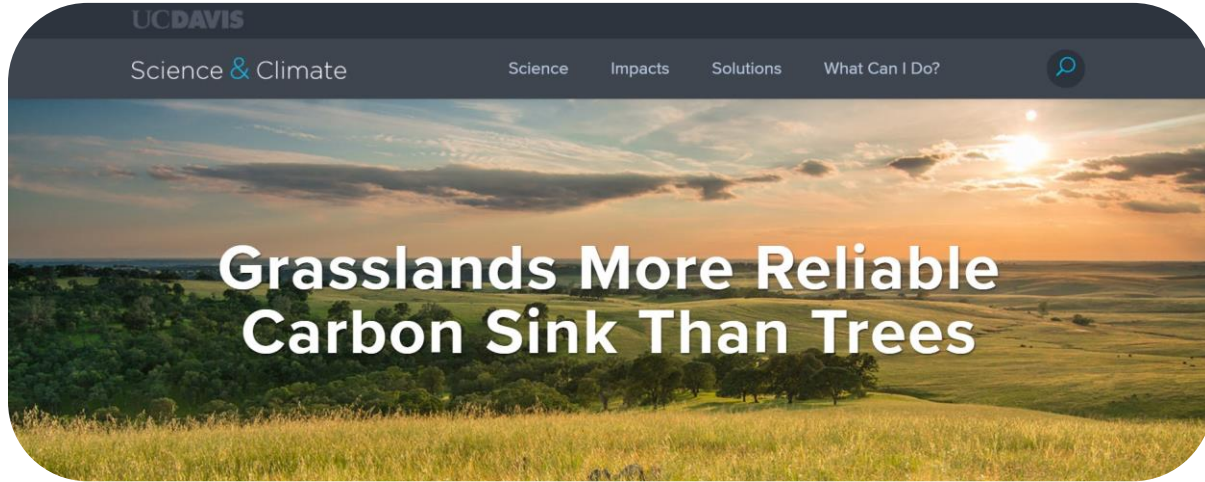 UCDAVIS
Science & Climate
Science
Impacts
Solutions
What Can I Do?
Grasslands More Reliable
Carbon Sink Than Trees